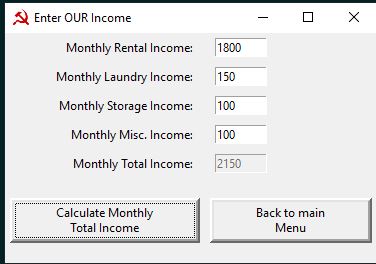 Enter OUR Income
Monthly Rental Income: 1800
Monthly Laundry Income: 150
Monthly Storage Income: 100
Monthly Misc. Income: 100
Monthly Total Income: 2150
Calculate Monthly
Total Income
Back to main
Menu